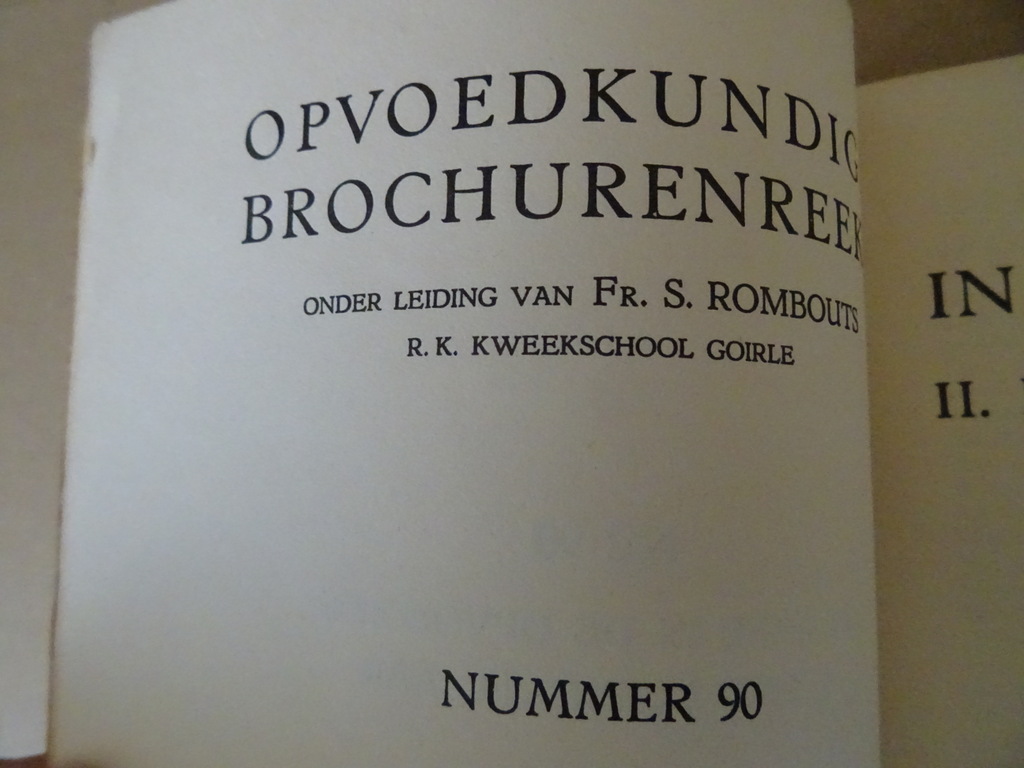 OPVOEDKUNDIG
BROCHURENREEK
ONDER LEIDING VAN FR. S. ROMBOUTS
R. K. KWEEKSCHOOL GOIRLE
NUMMER 90
IN
II.